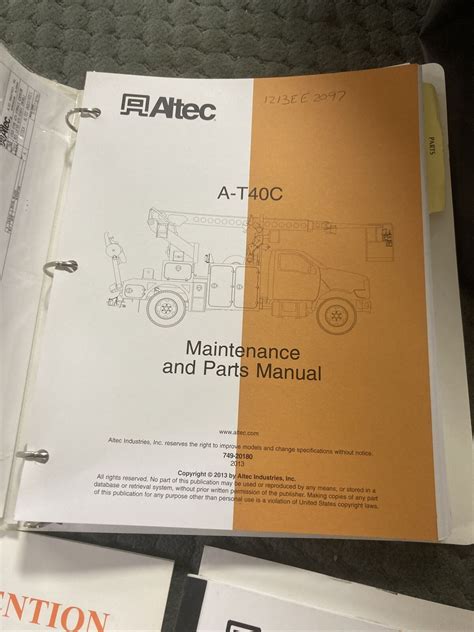 Altec
1213EE2097
A-T40C
PARTS
Maintenance
and Parts Manual
www.altec.com
Altec Industries, Inc. reserves the right to improve models and change specifications without notice.
749-20180
2013
Copyright © 2013 by Altec Industries, Inc.
All rights reserved. No part of this publication may be used or reproduced by any means, or stored in a
database or retrieval system, without prior written permission of the publisher. Making copies of any part
of this publication for any purpose other than personal use is a violation of United States copyright laws.
ENTION